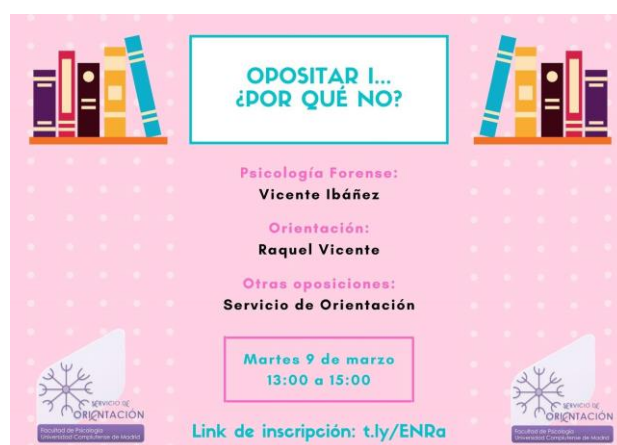 OPOSITAR I...
¿POR QUÉ NO?
Psicología Forense:
Vicente Ibáñez
Orientación:
Raquel Vicente
Otras oposiciones:
Servicio de Orientación
Martes 9 de marzo
13:00 a 15:00
SERVICIO DE
ORIENTACIÓN
Facultad de Psicología
Universidad Complutense de Madrid
SERVICIO DE
ORIENTACIÓN
Facultad de Psicología
Universidad Complutense de Madrid
Link de inscripción: t.ly/ENRa